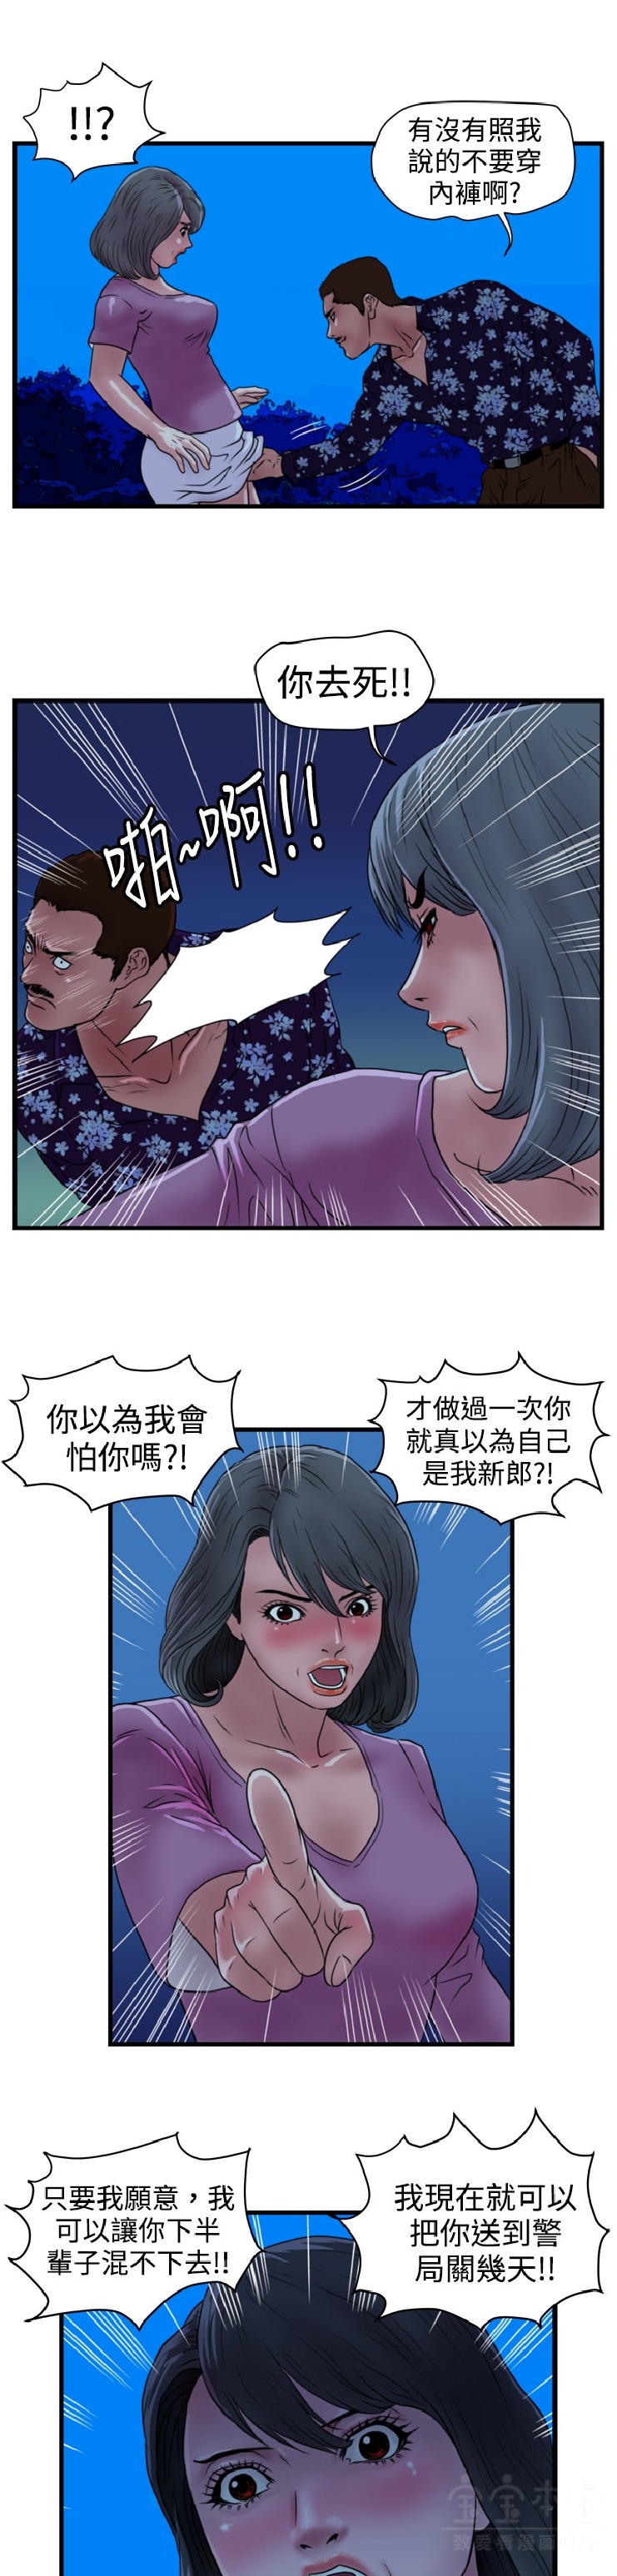 !!?
有沒有照我
說的不要穿
內褲啊?
你去死!!
啪~啊!!
你以為我會
怕你嗎?!
才做過一次你
就真以為自己
是我新郎?!
只要我願意，我
可以讓你下半
輩子混不下去!!
我現在就可以
把你送到警
局關幾天!!